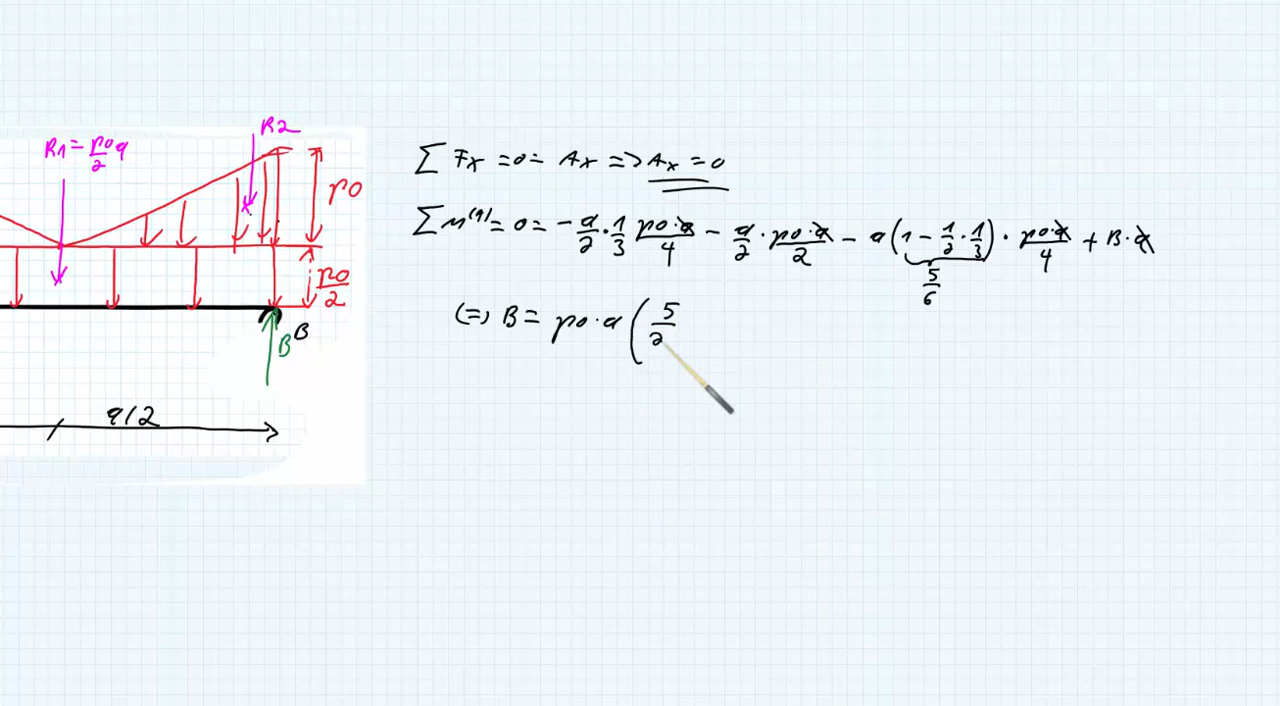 R1 = p0a/2
R2
p0
p0/2
B
B
a/2
∑ Fx = 0 = Ax => Ax = 0
∑ M^(A) = 0 = - a/2 · 1/3 p0·a/4 - a/2 · p0·a/2 - a(1 - 1/2 · 1/3) · p0·a/4 + B·a
5/6
(=) B = p0·a ( 5/2